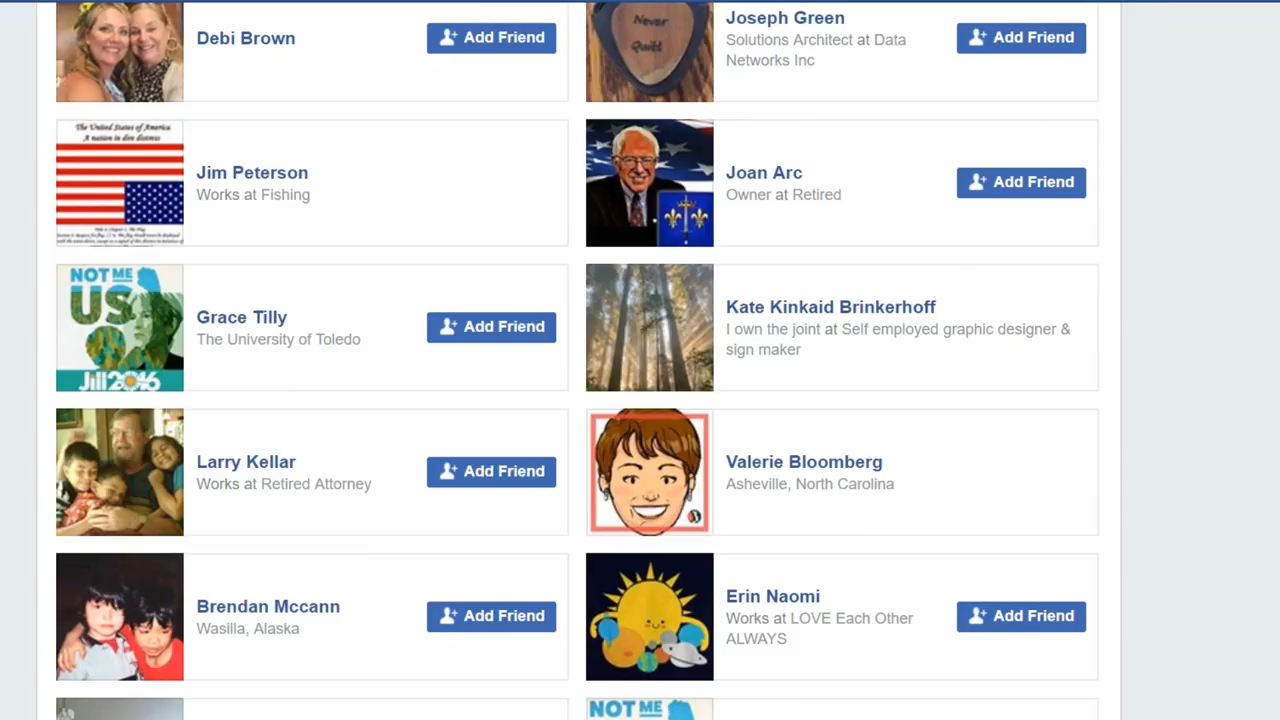 Debi Brown
Add Friend
Never
Quit!
Joseph Green
Solutions Architect at Data
Networks Inc
Add Friend
The United States of America
A nation in dire distress
Jim Peterson
Works at Fishing
Joan Arc
Owner at Retired
Add Friend
NOT ME
US
Jill2016
Grace Tilly
The University of Toledo
Add Friend
Kate Kinkaid Brinkerhoff
I own the joint at Self employed graphic designer &
sign maker
Larry Kellar
Works at Retired Attorney
Add Friend
Valerie Bloomberg
Asheville, North Carolina
Brendan Mccann
Wasilla, Alaska
Add Friend
Erin Naomi
Works at LOVE Each Other
ALWAYS
Add Friend
NOT ME